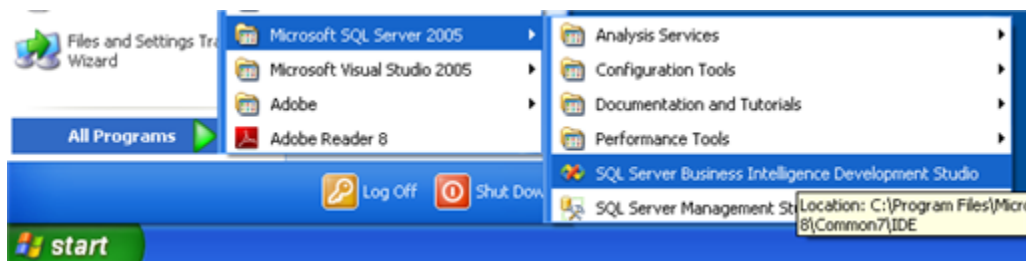 Files and Settings Tra
Wizard
All Programs
Microsoft SQL Server 2005
Microsoft Visual Studio 2005
Adobe
Adobe Reader 8
Analysis Services
Configuration Tools
Documentation and Tutorials
Performance Tools
SQL Server Business Intelligence Development Studio
SQL Server Management St
Location: C:\Program Files\Micro
8\Common7\IDE
Log Off
Shut Dow
start